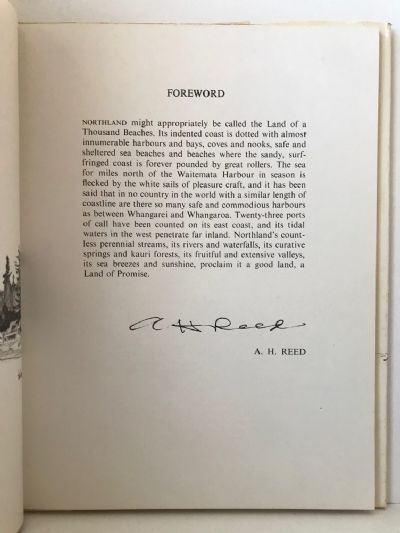 FOREWORD
NORTHLAND might appropriately be called the Land of a
Thousand Beaches. Its indented coast is dotted with almost
innumerable harbours and bays, coves and nooks, safe and
sheltered sea beaches and beaches where the sandy, surf-
fringed coast is forever pounded by great rollers. The sea
for miles north of the Waitemata Harbour in season is
flecked by the white sails of pleasure craft, and it has been
said that in no country in the world with a similar length of
coastline are there so many safe and commodious harbours
as between Whangarei and Whangaroa. Twenty-three ports
of call have been counted on its east coast, and its tidal
waters in the west penetrate far inland. Northland's count-
less perennial streams, its rivers and waterfalls, its curative
springs and kauri forests, its fruitful and extensive valleys,
its sea breezes and sunshine, proclaim it a good land, a
Land of Promise.
A H Reed
A. H. REED